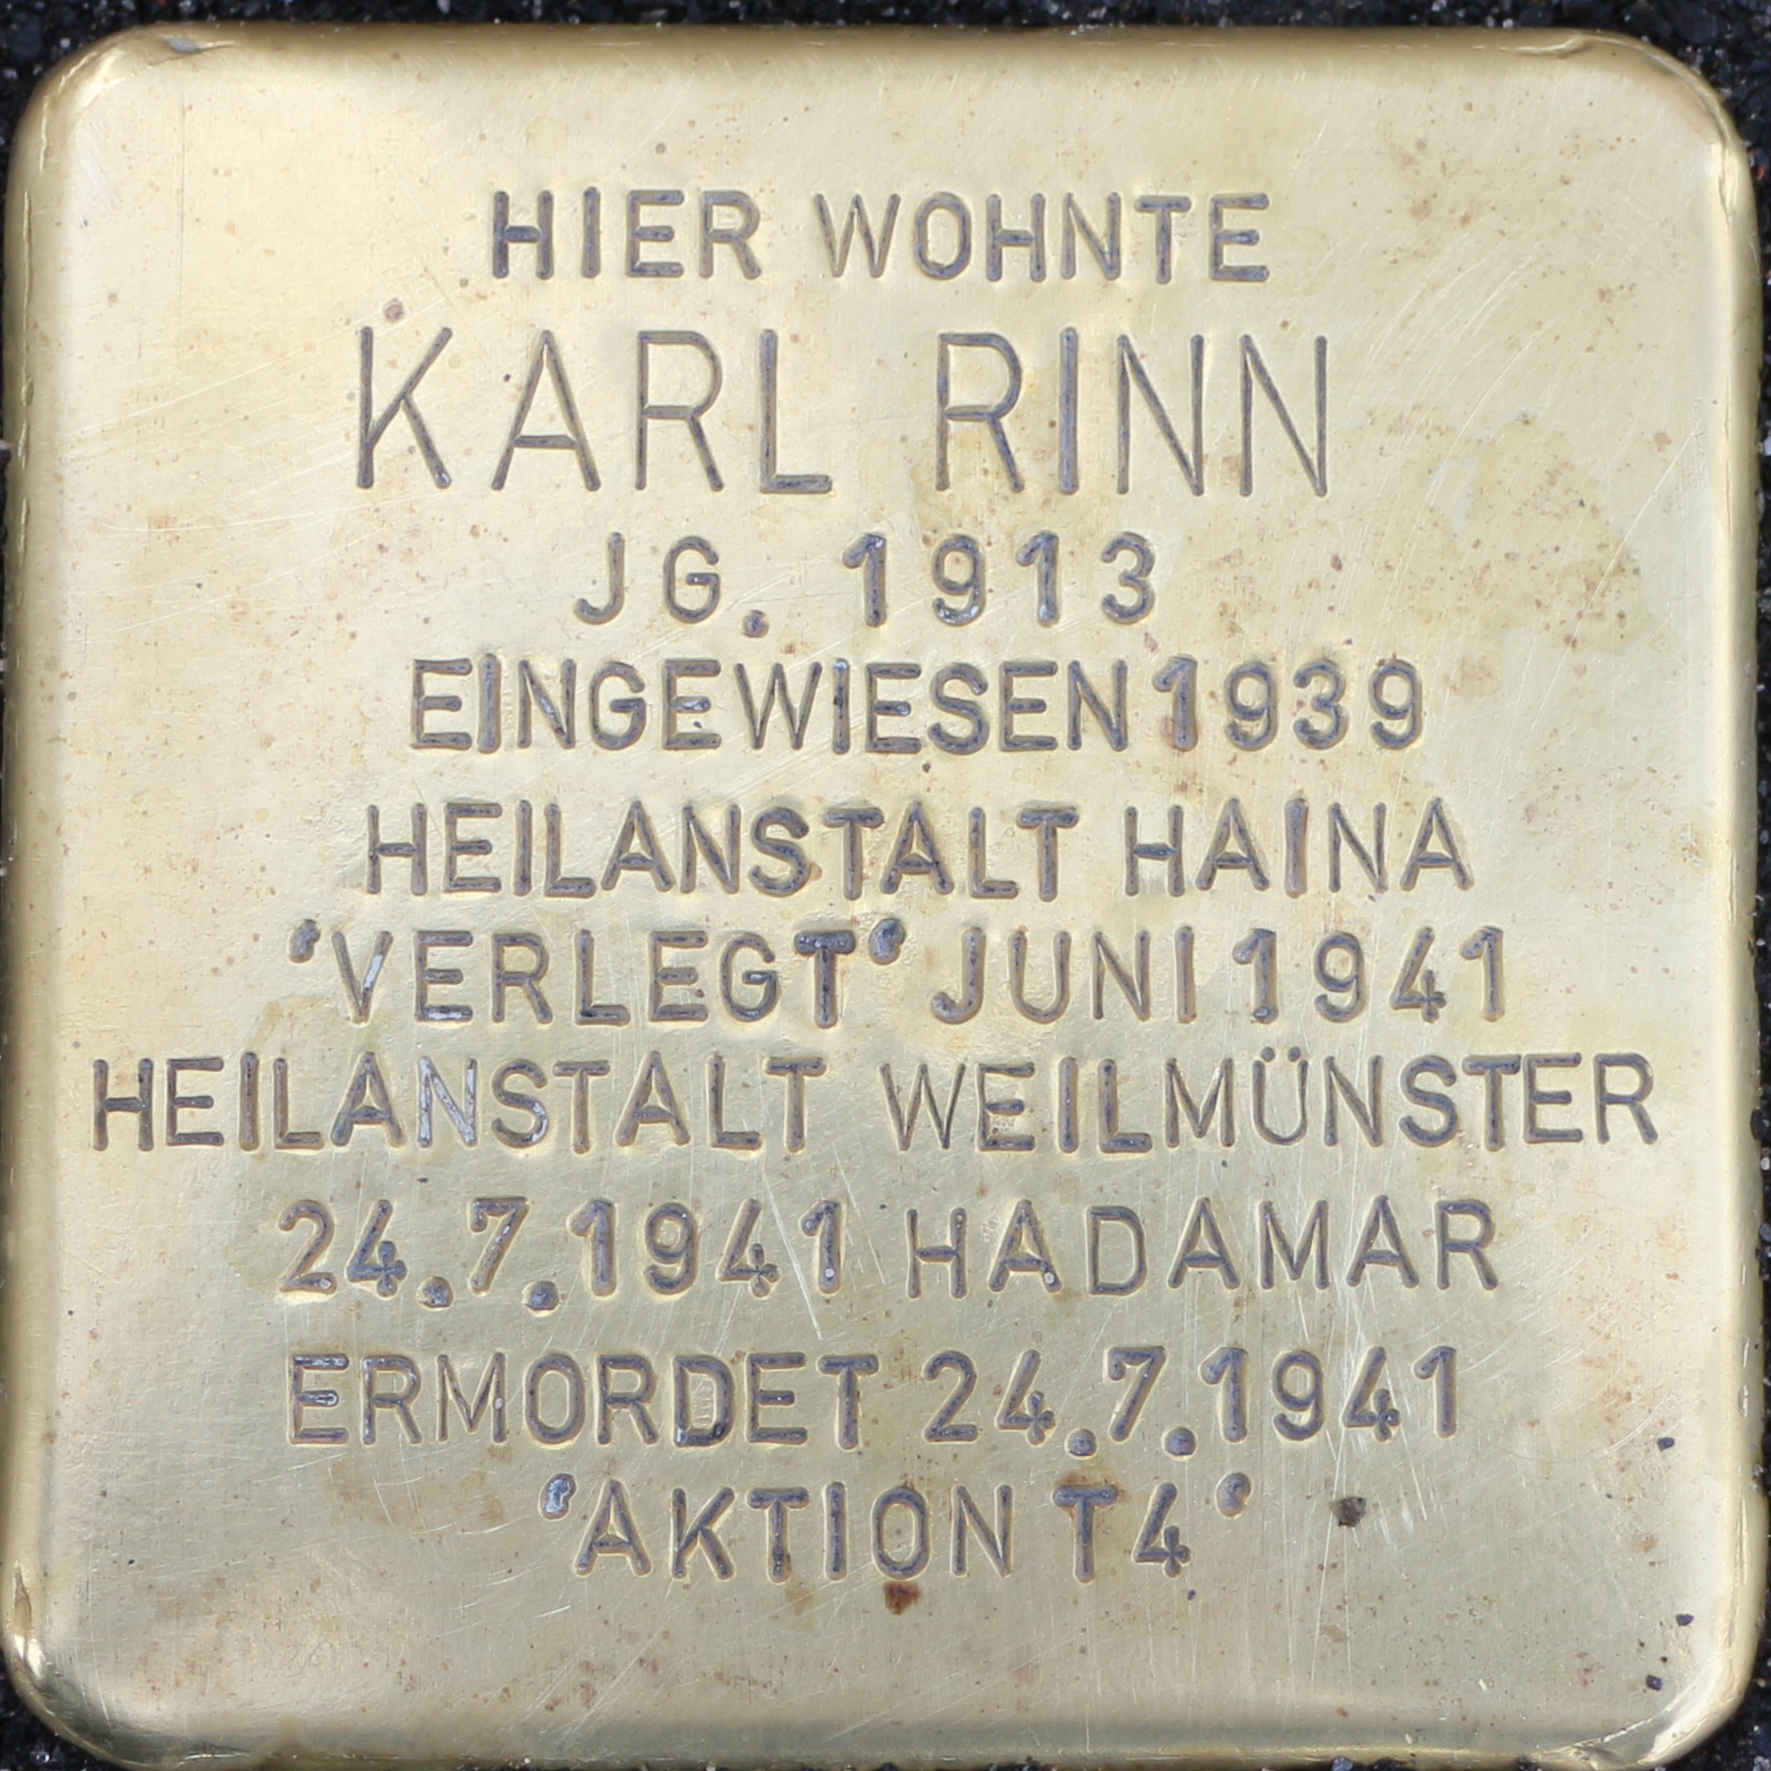 HIER WOHNTE
KARL RINN
JG. 1913
EINGEWIESEN 1939
HEILANSTALT HAINA
‘VERLEGT‘ JUNI 1941
HEILANSTALT WEILMÜNSTER
24.7.1941 HADAMAR
ERMORDET 24.7.1941
‘AKTION T4‘